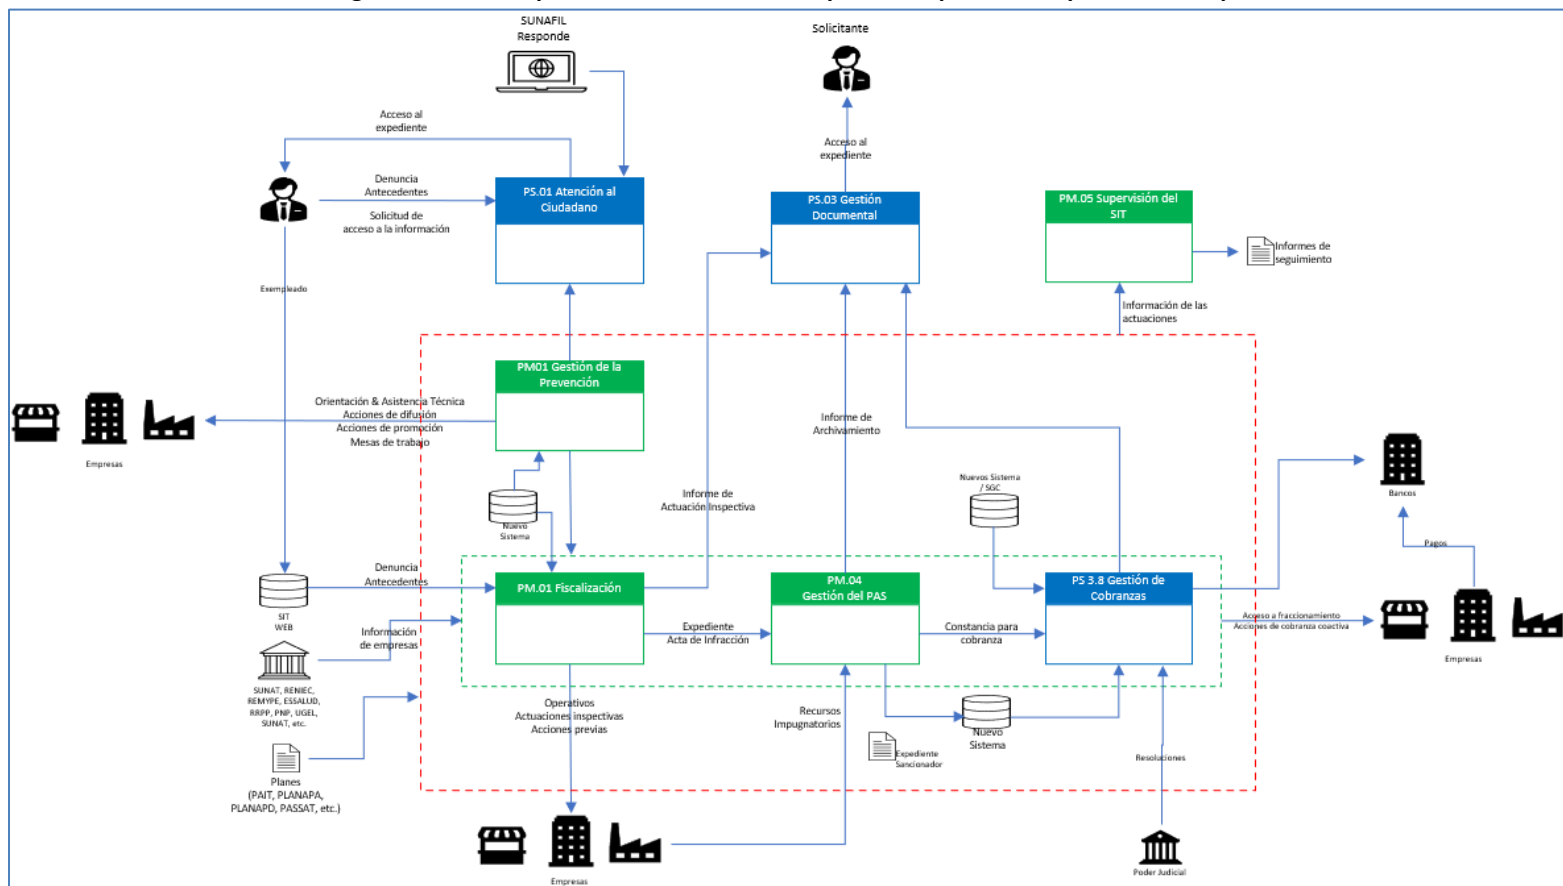 SUNAFIL
Responde
Solicitante
Acceso al
expediente
Acceso al
expediente
Denuncia
Antecedentes
Solicitud de
acceso a la información
PS.01 Atención al
Ciudadano
PS.03 Gestión
Documental
PM.05 Supervisión del
SIT
Informes de
seguimiento
Exempleado
Información de las
actuaciones
PM01 Gestión de la
Prevención
Orientación & Asistencia Técnica
Acciones de difusión
Acciones de promoción
Mesas de trabajo
Empresas
Informe de
Archivamiento
Nuevo
Sistema
Informe de
Actuación Inspectiva
Nuevos Sistema
/ SGC
Bancos
Pagos
Denuncia
Antecedentes
PM.01 Fiscalización
PM.04
Gestión del PAS
PS 3.8 Gestión de
Cobranzas
SIT
WEB
Información
de empresas
Expediente
Acta de Infracción
Constancia para
cobranza
Acceso a fraccionamiento
Acciones de cobranza coactiva
Empresas
SUNAT, RENIEC,
REMYPE, ESSALUD,
RRPP, PNP, UGEL,
SUNAT, etc.
Operativos
Actuaciones inspectivas
Acciones previas
Recursos
Impugnatorios
Nuevo
Sistema
Expediente
Sancionador
Resoluciones
Planes
(PAIT, PLANAPA,
PLANAPD, PASSAT, etc.)
Empresas
Poder Judicial